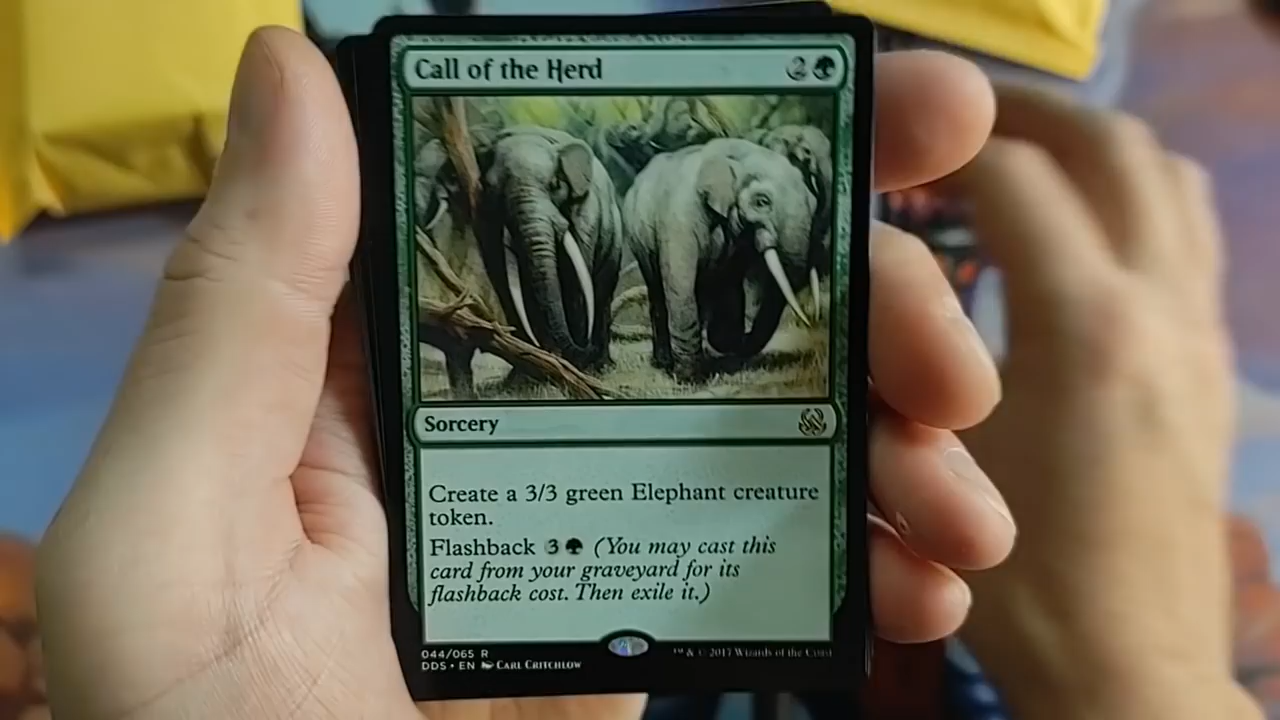 Call of the Herd 2
Sorcery
Create a 3/3 green Elephant creature
token.
Flashback 3 (You may cast this
card from your graveyard for its
flashback cost. Then exile it.)
044/065 R
DDS • EN CARL CRITCHLOW
™ & © 2017 Wizards of the Coast